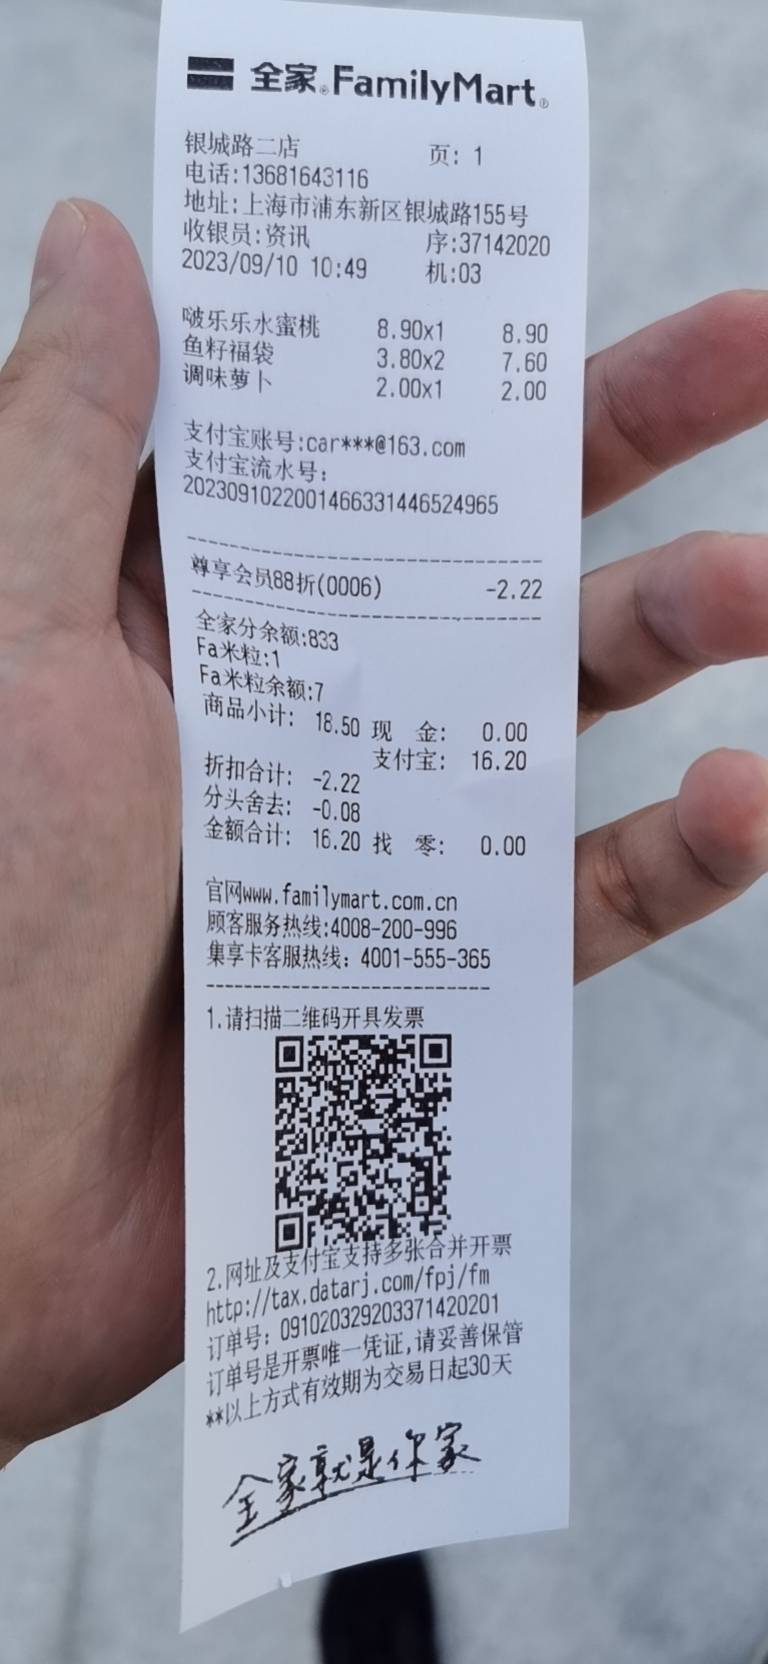 全家®FamilyMart®
银城路二店 页: 1
电话:13681643116
地址:上海市浦东新区银城路155号
收银员:资讯 序:37142020
2023/09/10 10:49 机:03
啵乐乐水蜜桃 8.90x1 8.90
鱼籽福袋 3.80x2 7.60
调味萝卜 2.00x1 2.00
支付宝账号:car***@163.com
支付宝流水号:
2023091022001466331446524965
尊享会员88折(0006) -2.22
全家分余额:833
Fa米粒:1
Fa米粒余额:7
商品小计: 18.50 现 金: 0.00
支付宝: 16.20
折扣合计: -2.22
分头舍去: -0.08
金额合计: 16.20 找 零: 0.00
官网www.familymart.com.cn
顾客服务热线:4008-200-996
集享卡客服热线: 4001-555-365
1.请扫描二维码开具发票
2.网址及支付宝支持多张合并开票
http://tax.datarj.com/fpj/fm
订单号: 091020329203371420201
订单号是开票唯一凭证,请妥善保管
**以上方式有效期为交易日起30天
全家就是你家